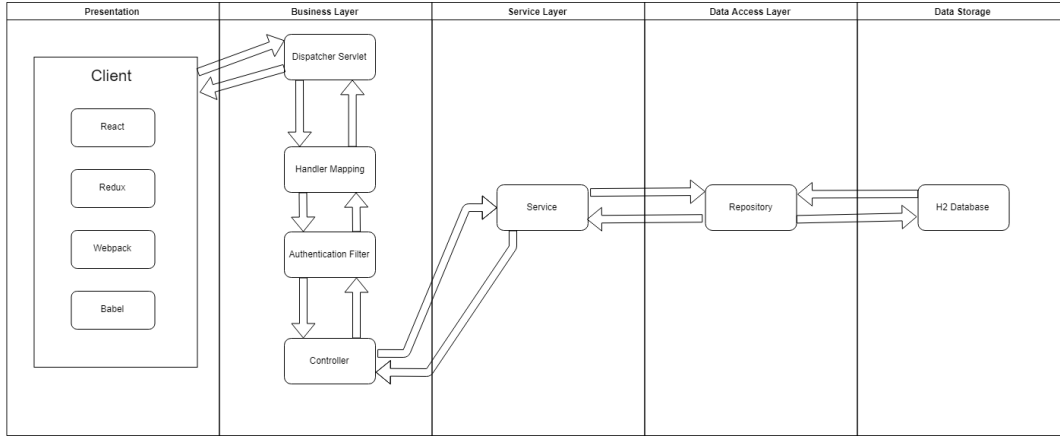 Presentation
Business Layer
Service Layer
Data Access Layer
Data Storage
Client
React
Redux
Webpack
Babel
Dispatcher Servlet
Handler Mapping
Authentication Filter
Controller
Service
Repository
H2 Database